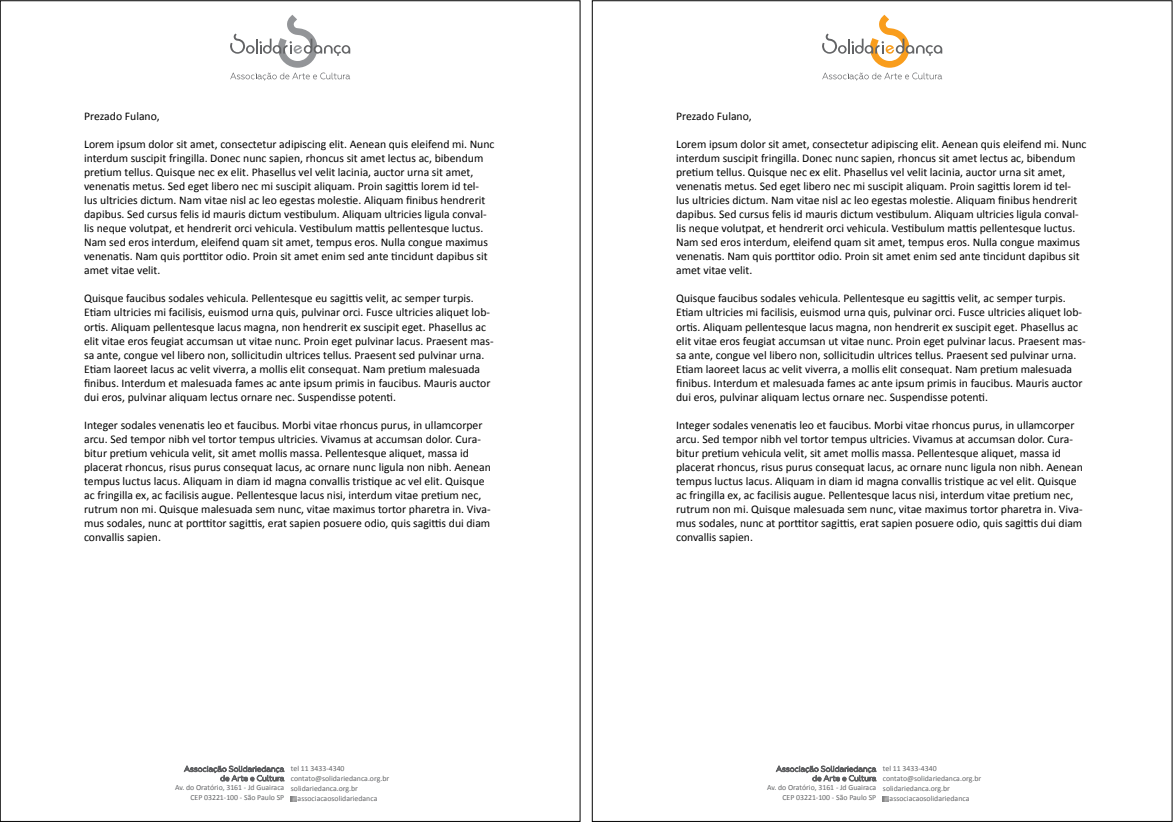 Solidariedança
Associação de Arte e Cultura
Prezado Fulano,
Lorem ipsum dolor sit amet, consectetur adipiscing elit. Aenean quis eleifend mi. Nunc
interdum suscipit fringilla. Donec nunc sapien, rhoncus sit amet lectus ac, bibendum
pretium tellus. Quisque nec ex elit. Phasellus vel velit lacinia, auctor urna sit amet,
venenatis metus. Sed eget libero nec mi suscipit aliquam. Proin sagittis lorem id tel-
lus ultricies dictum. Nam vitae nisl ac leo egestas molestie. Aliquam finibus hendrerit
dapibus. Sed cursus felis id mauris dictum vestibulum. Aliquam ultricies ligula conval-
lis neque volutpat, et hendrerit orci vehicula. Vestibulum mattis pellentesque luctus.
Nam sed eros interdum, eleifend quam sit amet, tempus eros. Nulla congue maximus
venenatis. Nam quis porttitor odio. Proin sit amet enim sed ante tincidunt dapibus sit
amet vitae velit.
Quisque faucibus sodales vehicula. Pellentesque eu sagittis velit, ac semper turpis.
Etiam ultricies mi facilisis, euismod urna quis, pulvinar orci. Fusce ultricies aliquet lob-
ortis. Aliquam pellentesque lacus magna, non hendrerit ex suscipit eget. Phasellus ac
elit vitae eros feugiat accumsan ut vitae nunc. Proin eget pulvinar lacus. Praesent mas-
sa ante, congue vel libero non, sollicitudin ultrices tellus. Praesent sed pulvinar urna.
Etiam laoreet lacus ac velit viverra, a mollis elit consequat. Nam pretium malesuada
finibus. Interdum et malesuada fames ac ante ipsum primis in faucibus. Mauris auctor
dui eros, pulvinar aliquam lectus ornare nec. Suspendisse potenti.
Integer sodales venenatis leo et faucibus. Morbi vitae rhoncus purus, in ullamcorper
arcu. Sed tempor nibh vel tortor tempus ultricies. Vivamus at accumsan dolor. Cura-
bitur pretium vehicula velit, sit amet mollis massa. Pellentesque aliquet, massa id
placerat rhoncus, risus purus consequat lacus, ac ornare nunc ligula non nibh. Aenean
tempus luctus lacus. Aliquam in diam id magna convallis tristique ac vel elit. Quisque
ac fringilla ex, ac facilisis augue. Pellentesque lacus nisi, interdum vitae pretium nec,
rutrum non mi. Quisque malesuada sem nunc, vitae maximus tortor pharetra in. Viva-
mus sodales, nunc at porttitor sagittis, erat sapien posuere odio, quis sagittis dui diam
convallis sapien.
Associação Solidariedança
de Arte e Cultura
Av. do Oratório, 3161 - Jd Guairaca
CEP 03221-100 - São Paulo SP
tel 11 3433-4340
contato@solidariedanca.org.br
solidariedanca.org.br
associacaosolidariedanca
Solidariedança
Associação de Arte e Cultura
Prezado Fulano,
Lorem ipsum dolor sit amet, consectetur adipiscing elit. Aenean quis eleifend mi. Nunc
interdum suscipit fringilla. Donec nunc sapien, rhoncus sit amet lectus ac, bibendum
pretium tellus. Quisque nec ex elit. Phasellus vel velit lacinia, auctor urna sit amet,
venenatis metus. Sed eget libero nec mi suscipit aliquam. Proin sagittis lorem id tel-
lus ultricies dictum. Nam vitae nisl ac leo egestas molestie. Aliquam finibus hendrerit
dapibus. Sed cursus felis id mauris dictum vestibulum. Aliquam ultricies ligula conval-
lis neque volutpat, et hendrerit orci vehicula. Vestibulum mattis pellentesque luctus.
Nam sed eros interdum, eleifend quam sit amet, tempus eros. Nulla congue maximus
venenatis. Nam quis porttitor odio. Proin sit amet enim sed ante tincidunt dapibus sit
amet vitae velit.
Quisque faucibus sodales vehicula. Pellentesque eu sagittis velit, ac semper turpis.
Etiam ultricies mi facilisis, euismod urna quis, pulvinar orci. Fusce ultricies aliquet lob-
ortis. Aliquam pellentesque lacus magna, non hendrerit ex suscipit eget. Phasellus ac
elit vitae eros feugiat accumsan ut vitae nunc. Proin eget pulvinar lacus. Praesent mas-
sa ante, congue vel libero non, sollicitudin ultrices tellus. Praesent sed pulvinar urna.
Etiam laoreet lacus ac velit viverra, a mollis elit consequat. Nam pretium malesuada
finibus. Interdum et malesuada fames ac ante ipsum primis in faucibus. Mauris auctor
dui eros, pulvinar aliquam lectus ornare nec. Suspendisse potenti.
Integer sodales venenatis leo et faucibus. Morbi vitae rhoncus purus, in ullamcorper
arcu. Sed tempor nibh vel tortor tempus ultricies. Vivamus at accumsan dolor. Cura-
bitur pretium vehicula velit, sit amet mollis massa. Pellentesque aliquet, massa id
placerat rhoncus, risus purus consequat lacus, ac ornare nunc ligula non nibh. Aenean
tempus luctus lacus. Aliquam in diam id magna convallis tristique ac vel elit. Quisque
ac fringilla ex, ac facilisis augue. Pellentesque lacus nisi, interdum vitae pretium nec,
rutrum non mi. Quisque malesuada sem nunc, vitae maximus tortor pharetra in. Viva-
mus sodales, nunc at porttitor sagittis, erat sapien posuere odio, quis sagittis dui diam
convallis sapien.
Associação Solidariedança
de Arte e Cultura
Av. do Oratório, 3161 - Jd Guairaca
CEP 03221-100 - São Paulo SP
tel 11 3433-4340
contato@solidariedanca.org.br
solidariedanca.org.br
associacaosolidariedanca